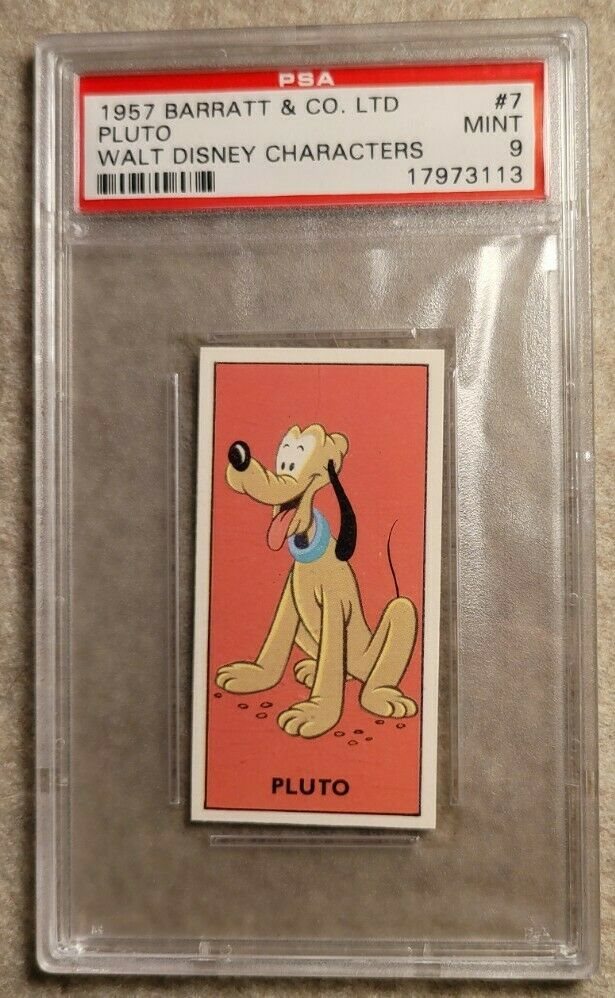 PSA
1957 BARRATT & CO. LTD #7
PLUTO MINT
WALT DISNEY CHARACTERS 9
17973113
PLUTO